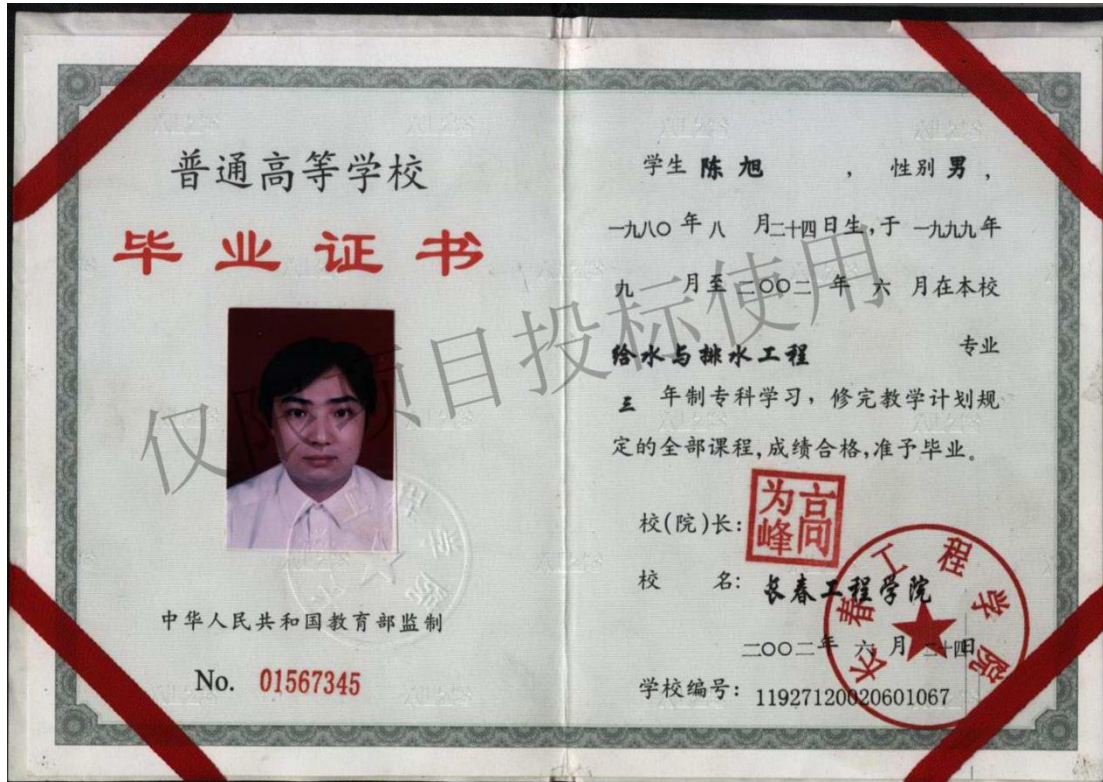 普通高等学校
毕业证书
中华人民共和国教育部监制
No. 01567345
学生 陈旭 ，性别 男，
一九八〇年八月二十四日生，于 一九九九年
九 月至 二〇〇二 年 六 月在本校
给水与排水工程 专业
三 年制专科学习，修完教学计划规
定的全部课程，成绩合格，准予毕业。
校(院)长：
高为峰
校 名：长春工程学院
二〇〇二年 六 月 二十四日
学校编号：11927120020601067
长春工程学院
仅限项目投标使用